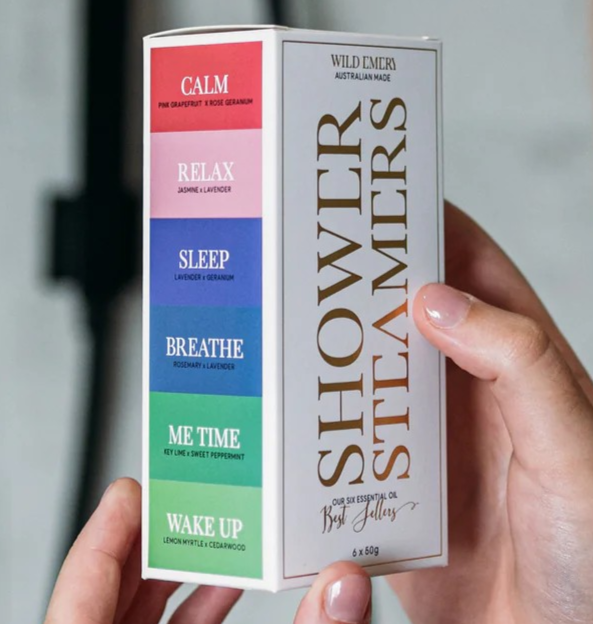 CALM
PINK GRAPEFRUIT X ROSE GERANIUM
RELAX
JASMINE x LAVENDER
SLEEP
LAVENDER x GERANIUM
BREATHE
ROSEMARY x LAVENDER
ME TIME
KEY LIME x SWEET PEPPERMINT
WAKE UP
LEMON MYRTLE x CEDARWOOD
WILD EMERY
AUSTRALIAN MADE
SHOWER
STEAMERS
OUR SIX ESSENTIAL OIL
Best Sellers
6 x 50g